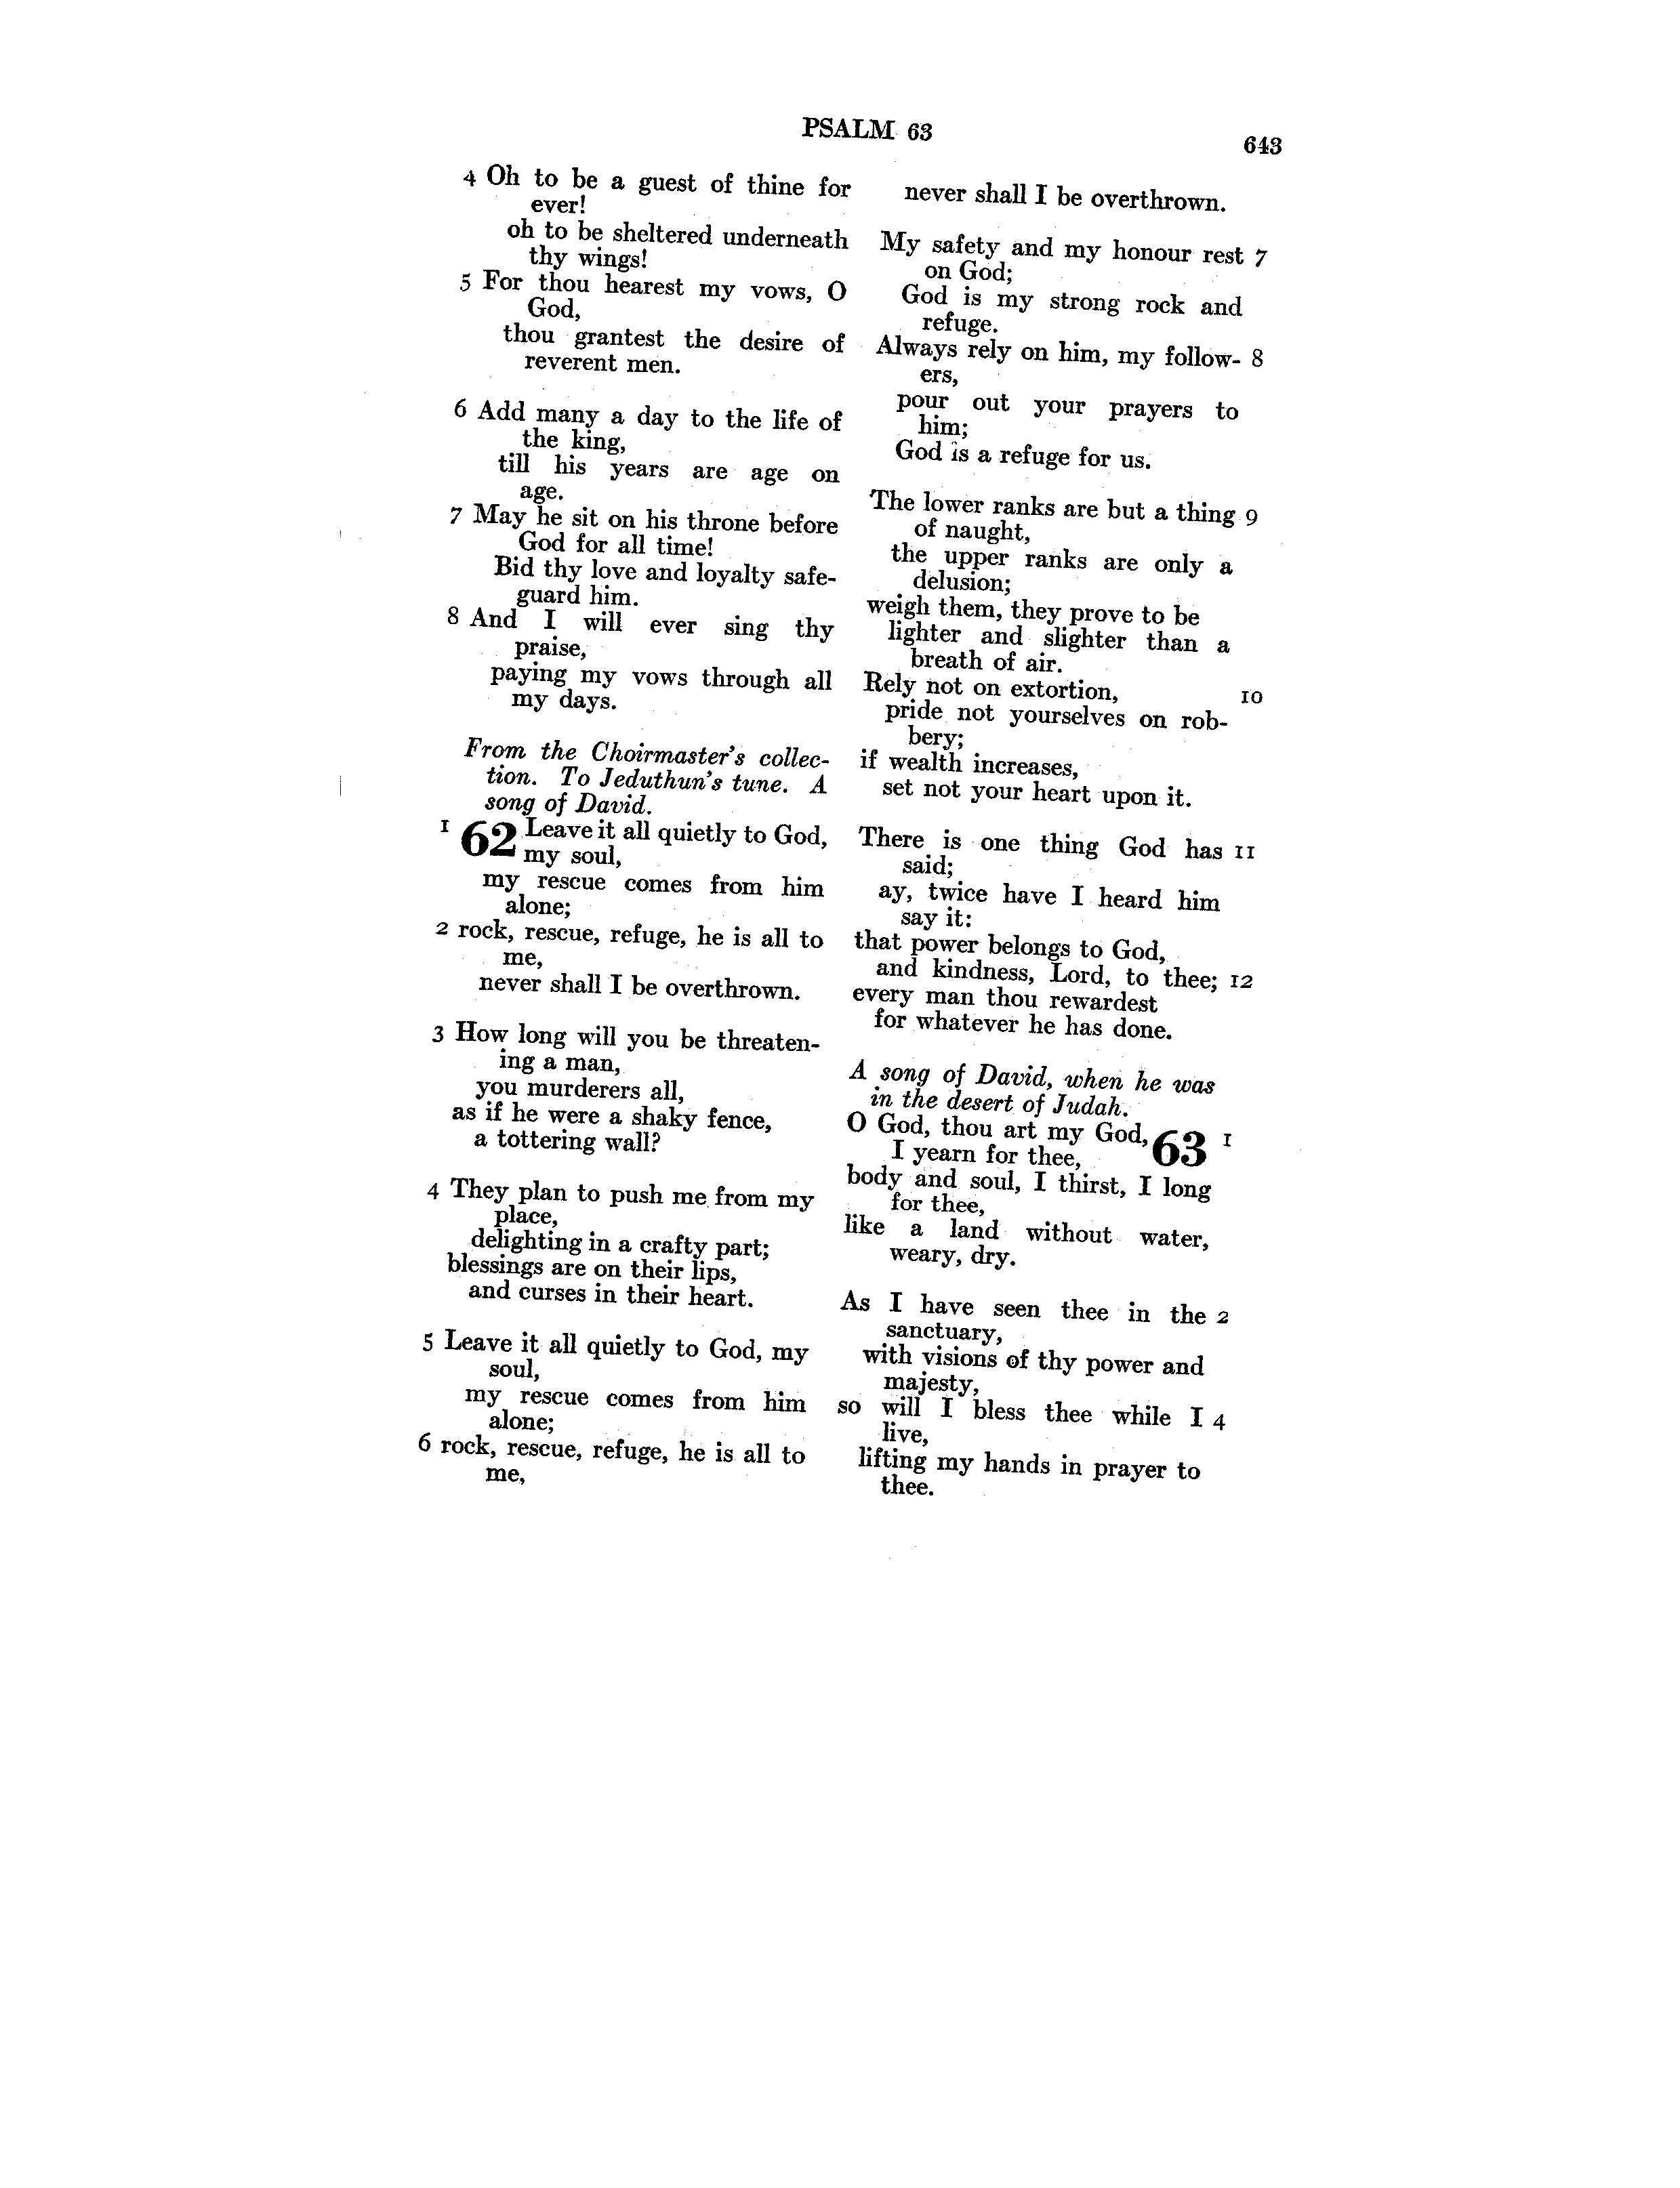 PSALM 63
643
4 Oh to be a guest of thine for
ever!
oh to be sheltered underneath
thy wings!
5 For thou hearest my vows, O
God,
thou grantest the desire of
reverent men.
6 Add many a day to the life of
the king,
till his years are age on
age.
7 May he sit on his throne before
God for all time!
Bid thy love and loyalty safe-
guard him.
8 And I will ever sing thy
praise,
paying my vows through all
my days.
From the Choirmaster's collec-
tion. To Jeduthun's tune. A
song of David.
1 62 Leave it all quietly to God,
my soul,
my rescue comes from him
alone;
2 rock, rescue, refuge, he is all to
me,
never shall I be overthrown.
3 How long will you be threaten-
ing a man,
you murderers all,
as if he were a shaky fence,
a tottering wall?
4 They plan to push me from my
place,
delighting in a crafty part;
blessings are on their lips,
and curses in their heart.
5 Leave it all quietly to God, my
soul,
my rescue comes from him
alone;
6 rock, rescue, refuge, he is all to
me,
never shall I be overthrown.
My safety and my honour rest 7
on God;
God is my strong rock and
refuge.
Always rely on him, my follow- 8
ers,
pour out your prayers to
him;
God is a refuge for us.
The lower ranks are but a thing 9
of naught,
the upper ranks are only a
delusion;
weigh them, they prove to be
lighter and slighter than a
breath of air.
Rely not on extortion, 10
pride not yourselves on rob-
bery;
if wealth increases,
set not your heart upon it.
There is one thing God has 11
said;
ay, twice have I heard him
say it:
that power belongs to God,
and kindness, Lord, to thee; 12
every man thou rewardest
for whatever he has done.
A song of David, when he was
in the desert of Judah.
O God, thou art my God, 63 1
I yearn for thee,
body and soul, I thirst, I long
for thee,
like a land without water,
weary, dry.
As I have seen thee in the 2
sanctuary,
with visions of thy power and
majesty,
so will I bless thee while I 4
live,
lifting my hands in prayer to
thee.